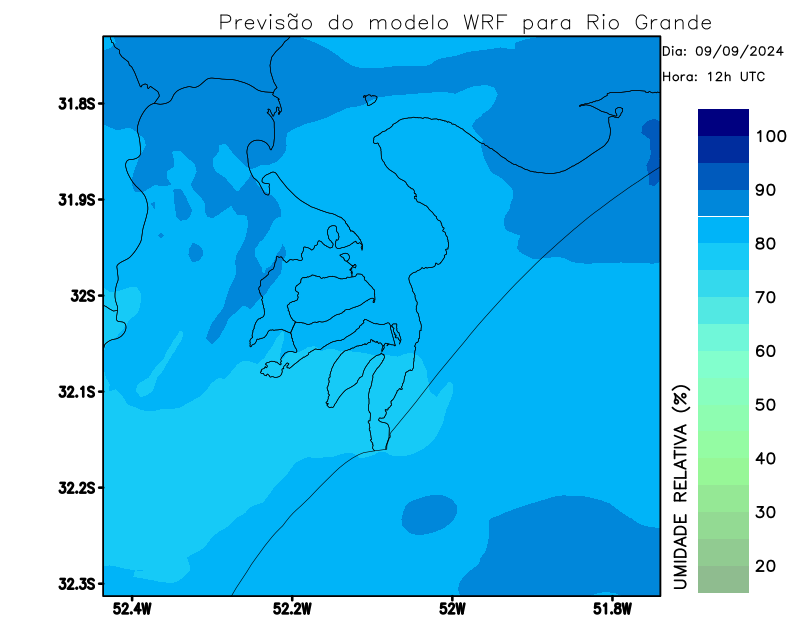 Previsão do modelo WRF para Rio Grande
Dia: 09/09/2024
Hora: 12h UTC
31.8S
31.9S
32S
32.1S
32.2S
32.3S
52.4W
52.2W
52W
51.8W
100
90
80
70
60
50
40
30
20
UMIDADE RELATIVA (%)